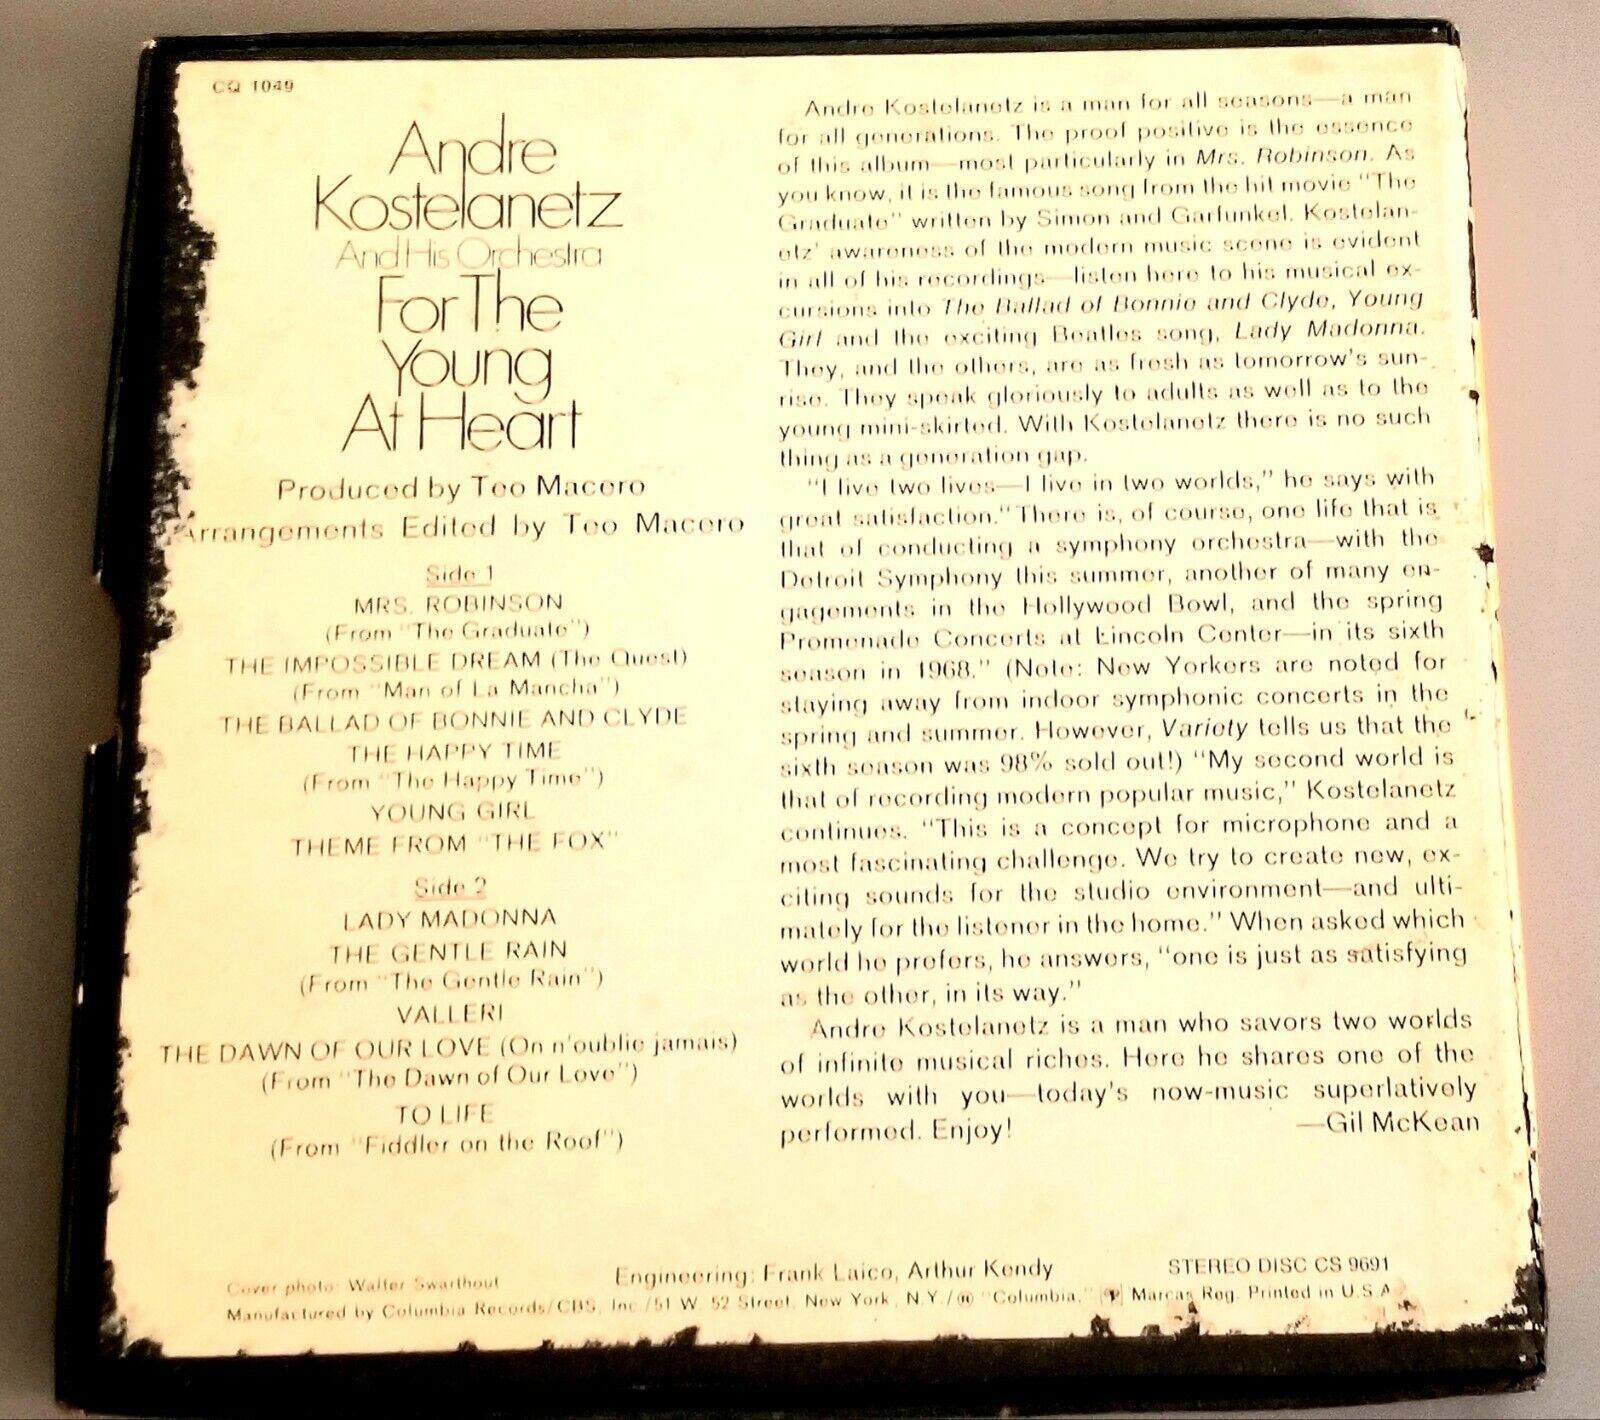 CQ 1049
Andre
Kostelanetz
And His Orchestra
For The
Young
At Heart
Produced by Teo Macero
Arrangements Edited by Teo Macero
Side 1
MRS. ROBINSON
(From "The Graduate")
THE IMPOSSIBLE DREAM (The Quest)
(From "Man of La Mancha")
THE BALLAD OF BONNIE AND CLYDE
THE HAPPY TIME
(From "The Happy Time")
YOUNG GIRL
THEME FROM "THE FOX"
Side 2
LADY MADONNA
THE GENTLE RAIN
(From "The Gentle Rain")
VALLERI
THE DAWN OF OUR LOVE (On n'oublie jamais)
(From "The Dawn of Our Love")
TO LIFE
(From "Fiddler on the Roof")
Andre Kostelanetz is a man for all seasons—a man
for all generations. The proof positive is the essence
of this album—most particularly in Mrs. Robinson. As
you know, it is the famous song from the hit movie "The
Graduate" written by Simon and Garfunkel. Kostelan-
etz' awareness of the modern music scene is evident
in all of his recordings—listen here to his musical ex-
cursions into The Ballad of Bonnie and Clyde, Young
Girl and the exciting Beatles song, Lady Madonna.
They, and the others, are as fresh as tomorrow's sun-
rise. They speak gloriously to adults as well as to the
young mini-skirted. With Kostelanetz there is no such
thing as a generation gap.
"I live two lives—I live in two worlds," he says with
great satisfaction. "There is, of course, one life that is
that of conducting a symphony orchestra—with the
Detroit Symphony this summer, another of many en-
gagements in the Hollywood Bowl, and the spring
Promenade Concerts at Lincoln Center—in its sixth
season in 1968." (Note: New Yorkers are noted for
staying away from indoor symphonic concerts in the
spring and summer. However, Variety tells us that the
sixth season was 98% sold out!) "My second world is
that of recording modern popular music," Kostelanetz
continues. "This is a concept for microphone and a
most fascinating challenge. We try to create new, ex-
citing sounds for the studio environment—and ulti-
mately for the listener in the home." When asked which
world he prefers, he answers, "one is just as satisfying
as the other, in its way."
Andre Kostelanetz is a man who savors two worlds
of infinite musical riches. Here he shares one of the
worlds with you—today's now-music superlatively
performed. Enjoy! —Gil McKean
Cover photo: Walter Swarthout
Engineering: Frank Laico, Arthur Kendy
STEREO DISC CS 9691
Manufactured by Columbia Records/CBS, Inc./51 W. 52 Street, New York, N.Y./® "Columbia," Marcas Reg. Printed in U.S.A.